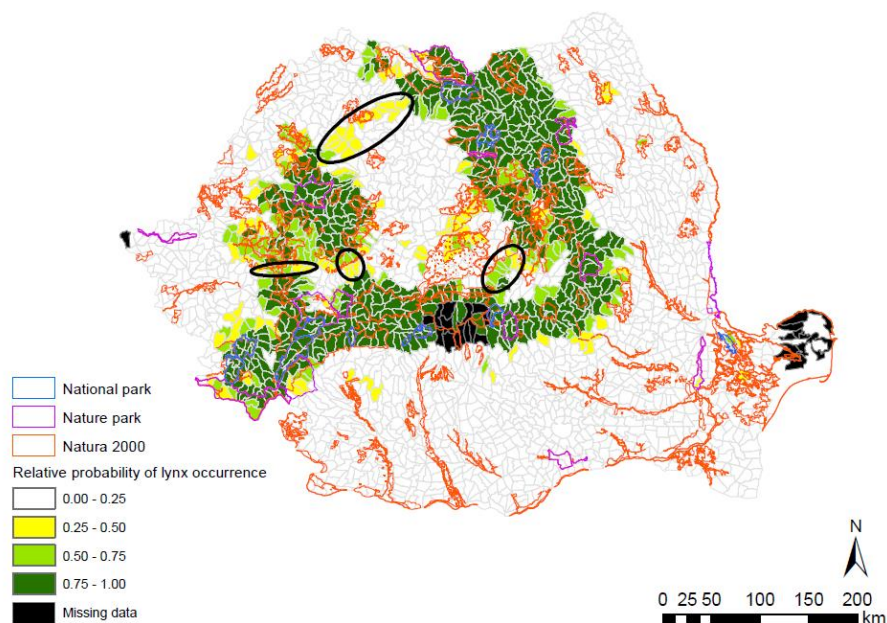 National park
Nature park
Natura 2000
Relative probability of lynx occurrence
0.00 - 0.25
0.25 - 0.50
0.50 - 0.75
0.75 - 1.00
Missing data
N
0 25 50 100 150 200
km